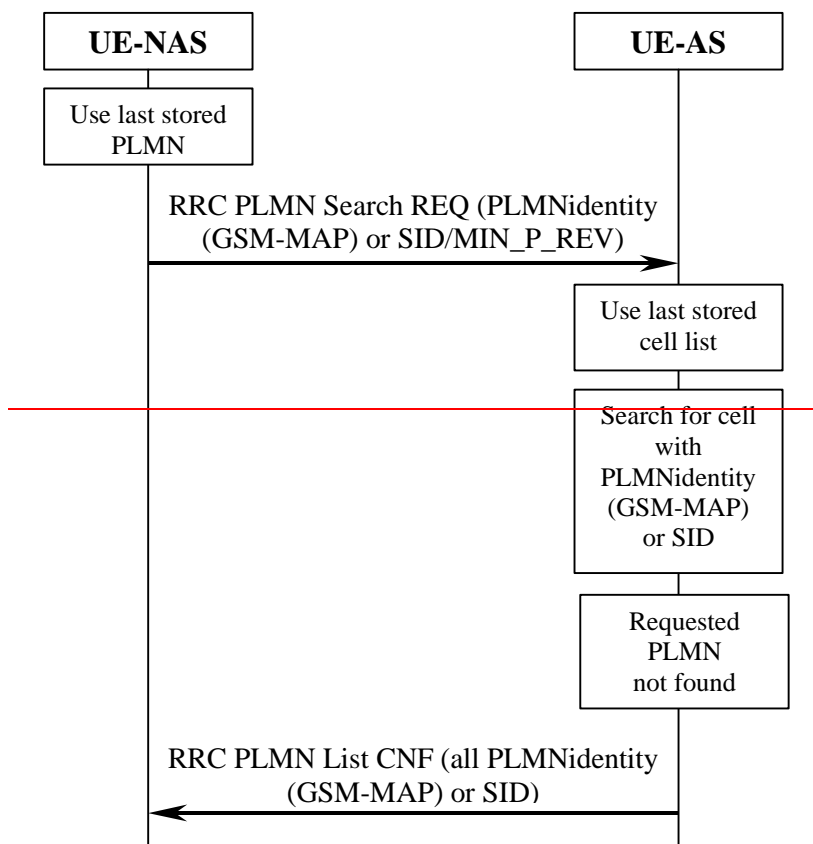 UE-NAS
UE-AS
Use last stored
PLMN
RRC PLMN Search REQ (PLMNidentity
(GSM-MAP) or SID/MIN_P_REV)
Use last stored
cell list
Search for cell
with
PLMNidentity
(GSM-MAP)
or SID
Requested
PLMN
not found
RRC PLMN List CNF (all PLMNidentity
(GSM-MAP) or SID)